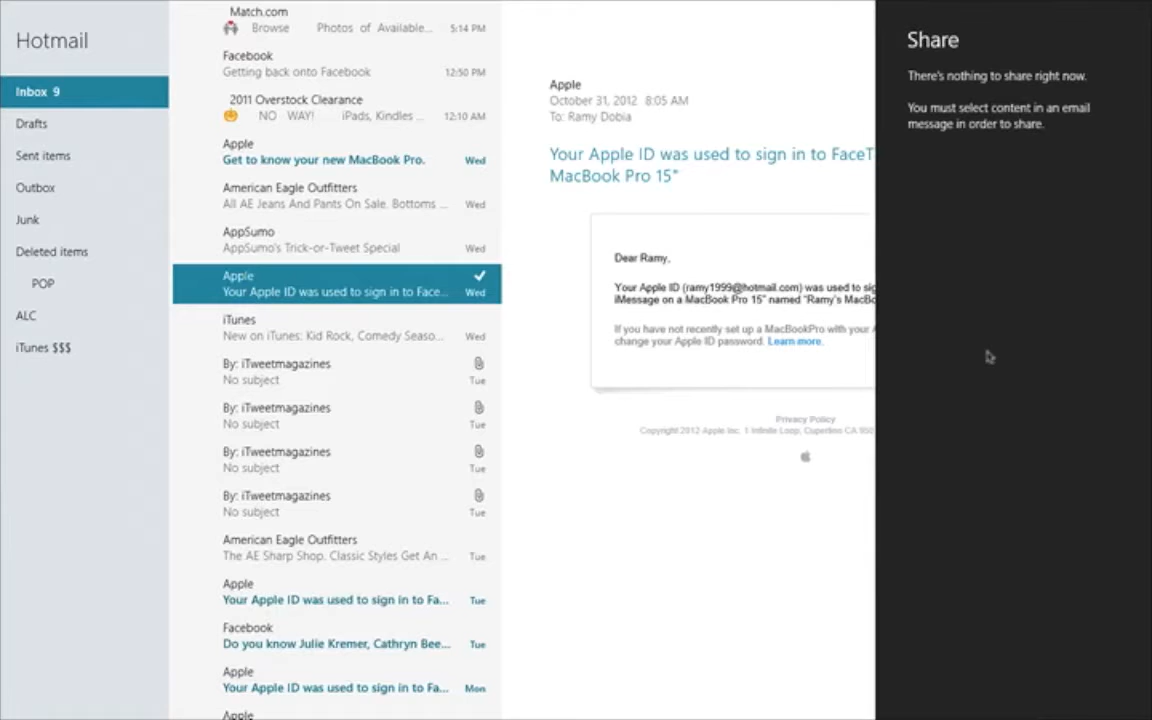 Hotmail
Inbox 9
Drafts
Sent items
Outbox
Junk
Deleted items
POP
ALC
iTunes $$$
Match.com
Browse Photos of Available... 5:14 PM
Facebook
Getting back onto Facebook 12:50 PM
2011 Overstock Clearance
NO WAY! iPads, Kindles ... 12:10 AM
Apple
Get to know your new MacBook Pro. Wed
American Eagle Outfitters
All AE Jeans And Pants On Sale. Bottoms ... Wed
AppSumo
AppSumo's Trick-or-Tweet Special Wed
Apple
Your Apple ID was used to sign in to Face... Wed
iTunes
New on iTunes: Kid Rock, Comedy Seaso... Wed
By: iTweetmagazines
No subject Tue
By: iTweetmagazines
No subject Tue
By: iTweetmagazines
No subject Tue
By: iTweetmagazines
No subject Tue
American Eagle Outfitters
The AE Sharp Shop. Classic Styles Get An ... Tue
Apple
Your Apple ID was used to sign in to Fa... Tue
Facebook
Do you know Julie Kremer, Cathryn Bee... Tue
Apple
Your Apple ID was used to sign in to Fa... Mon
Apple
Apple
October 31, 2012 8:05 AM
To: Ramy Dobia
Your Apple ID was used to sign in to FaceT
MacBook Pro 15"
Dear Ramy,
Your Apple ID (ramy1999@hotmail.com) was used to sig
iMessage on a MacBook Pro 15" named "Ramy's MacBo
If you have not recently set up a MacBookPro with your A
change your Apple ID password. Learn more.
Privacy Policy
Copyright 2012 Apple Inc. 1 Infinite Loop, Cupertino CA 950
Share
There's nothing to share right now.
You must select content in an email
message in order to share.